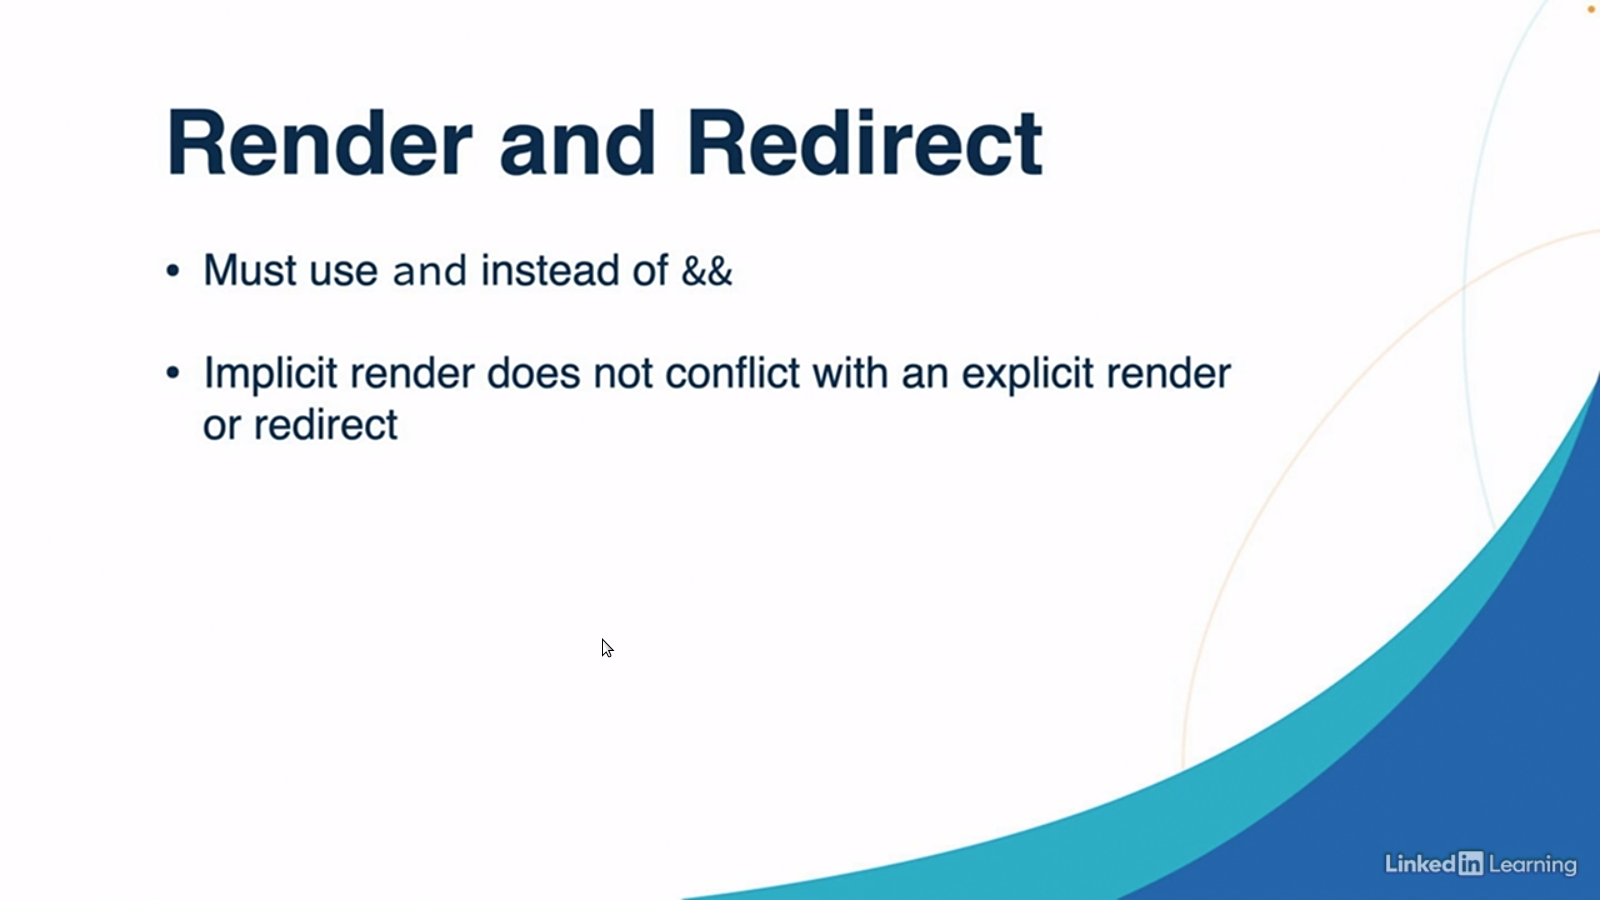 Render and Redirect
• Must use and instead of &&
• Implicit render does not conflict with an explicit render
or redirect
Linked in Learning